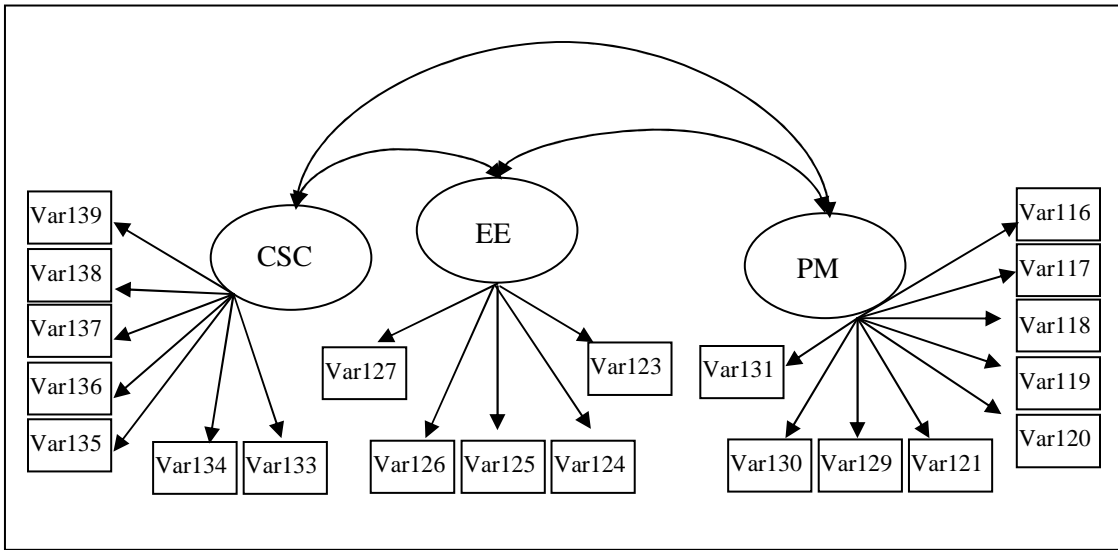 CSC
EE
PM
Var139
Var138
Var137
Var136
Var135
Var134
Var133
Var127
Var126
Var125
Var124
Var123
Var131
Var130
Var129
Var121
Var116
Var117
Var118
Var119
Var120